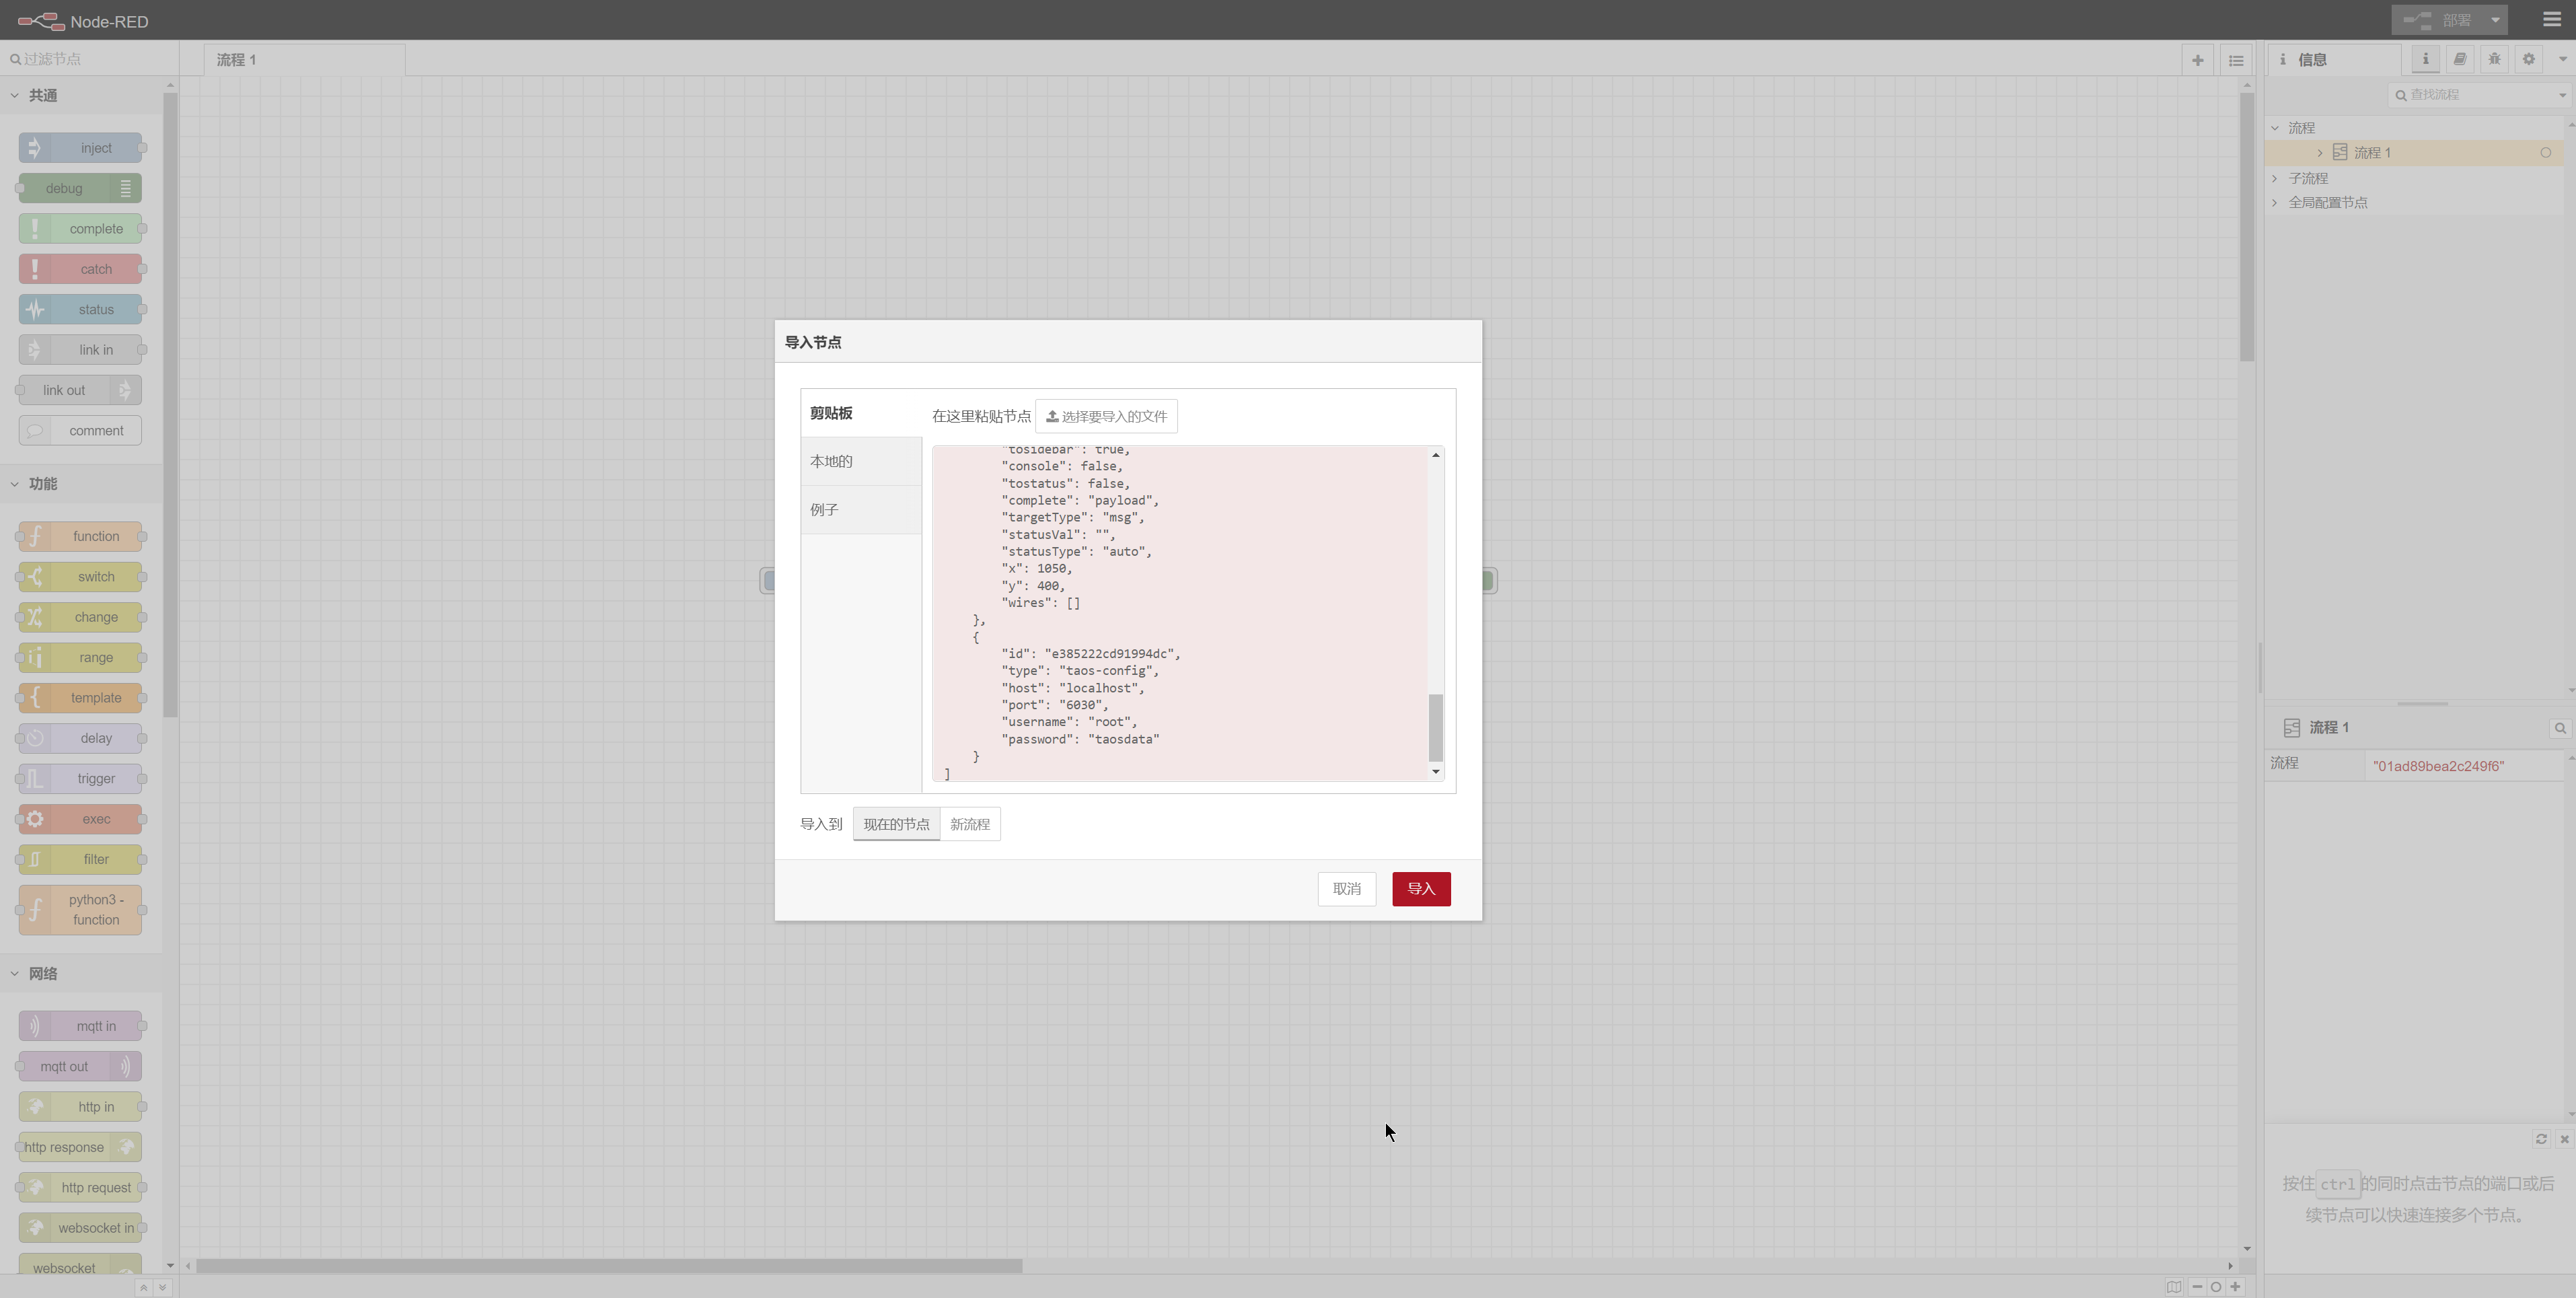 Node-RED
部署
过滤节点
流程 1
信息
查找流程
共通
inject
debug
complete
catch
status
link in
link out
comment
功能
function
switch
change
range
template
delay
trigger
exec
filter
python3 -
function
网络
mqtt in
mqtt out
http in
http response
http request
websocket in
websocket
导入节点
剪贴板
本地的
例子
在这里粘贴节点
选择要导入的文件
"tosidebar": true,
"console": false,
"tostatus": false,
"complete": "payload",
"targetType": "msg",
"statusVal": "",
"statusType": "auto",
"x": 1050,
"y": 400,
"wires": []
},
{
"id": "e385222cd91994dc",
"type": "taos-config",
"host": "localhost",
"port": "6030",
"username": "root",
"password": "taosdata"
}
]
导入到
现在的节点
新流程
取消
导入
流程
流程 1
子流程
全局配置节点
流程 1
流程
"01ad89bea2c249f6"
按住 ctrl 的同时点击节点的端口或后
续节点可以快速连接多个节点。